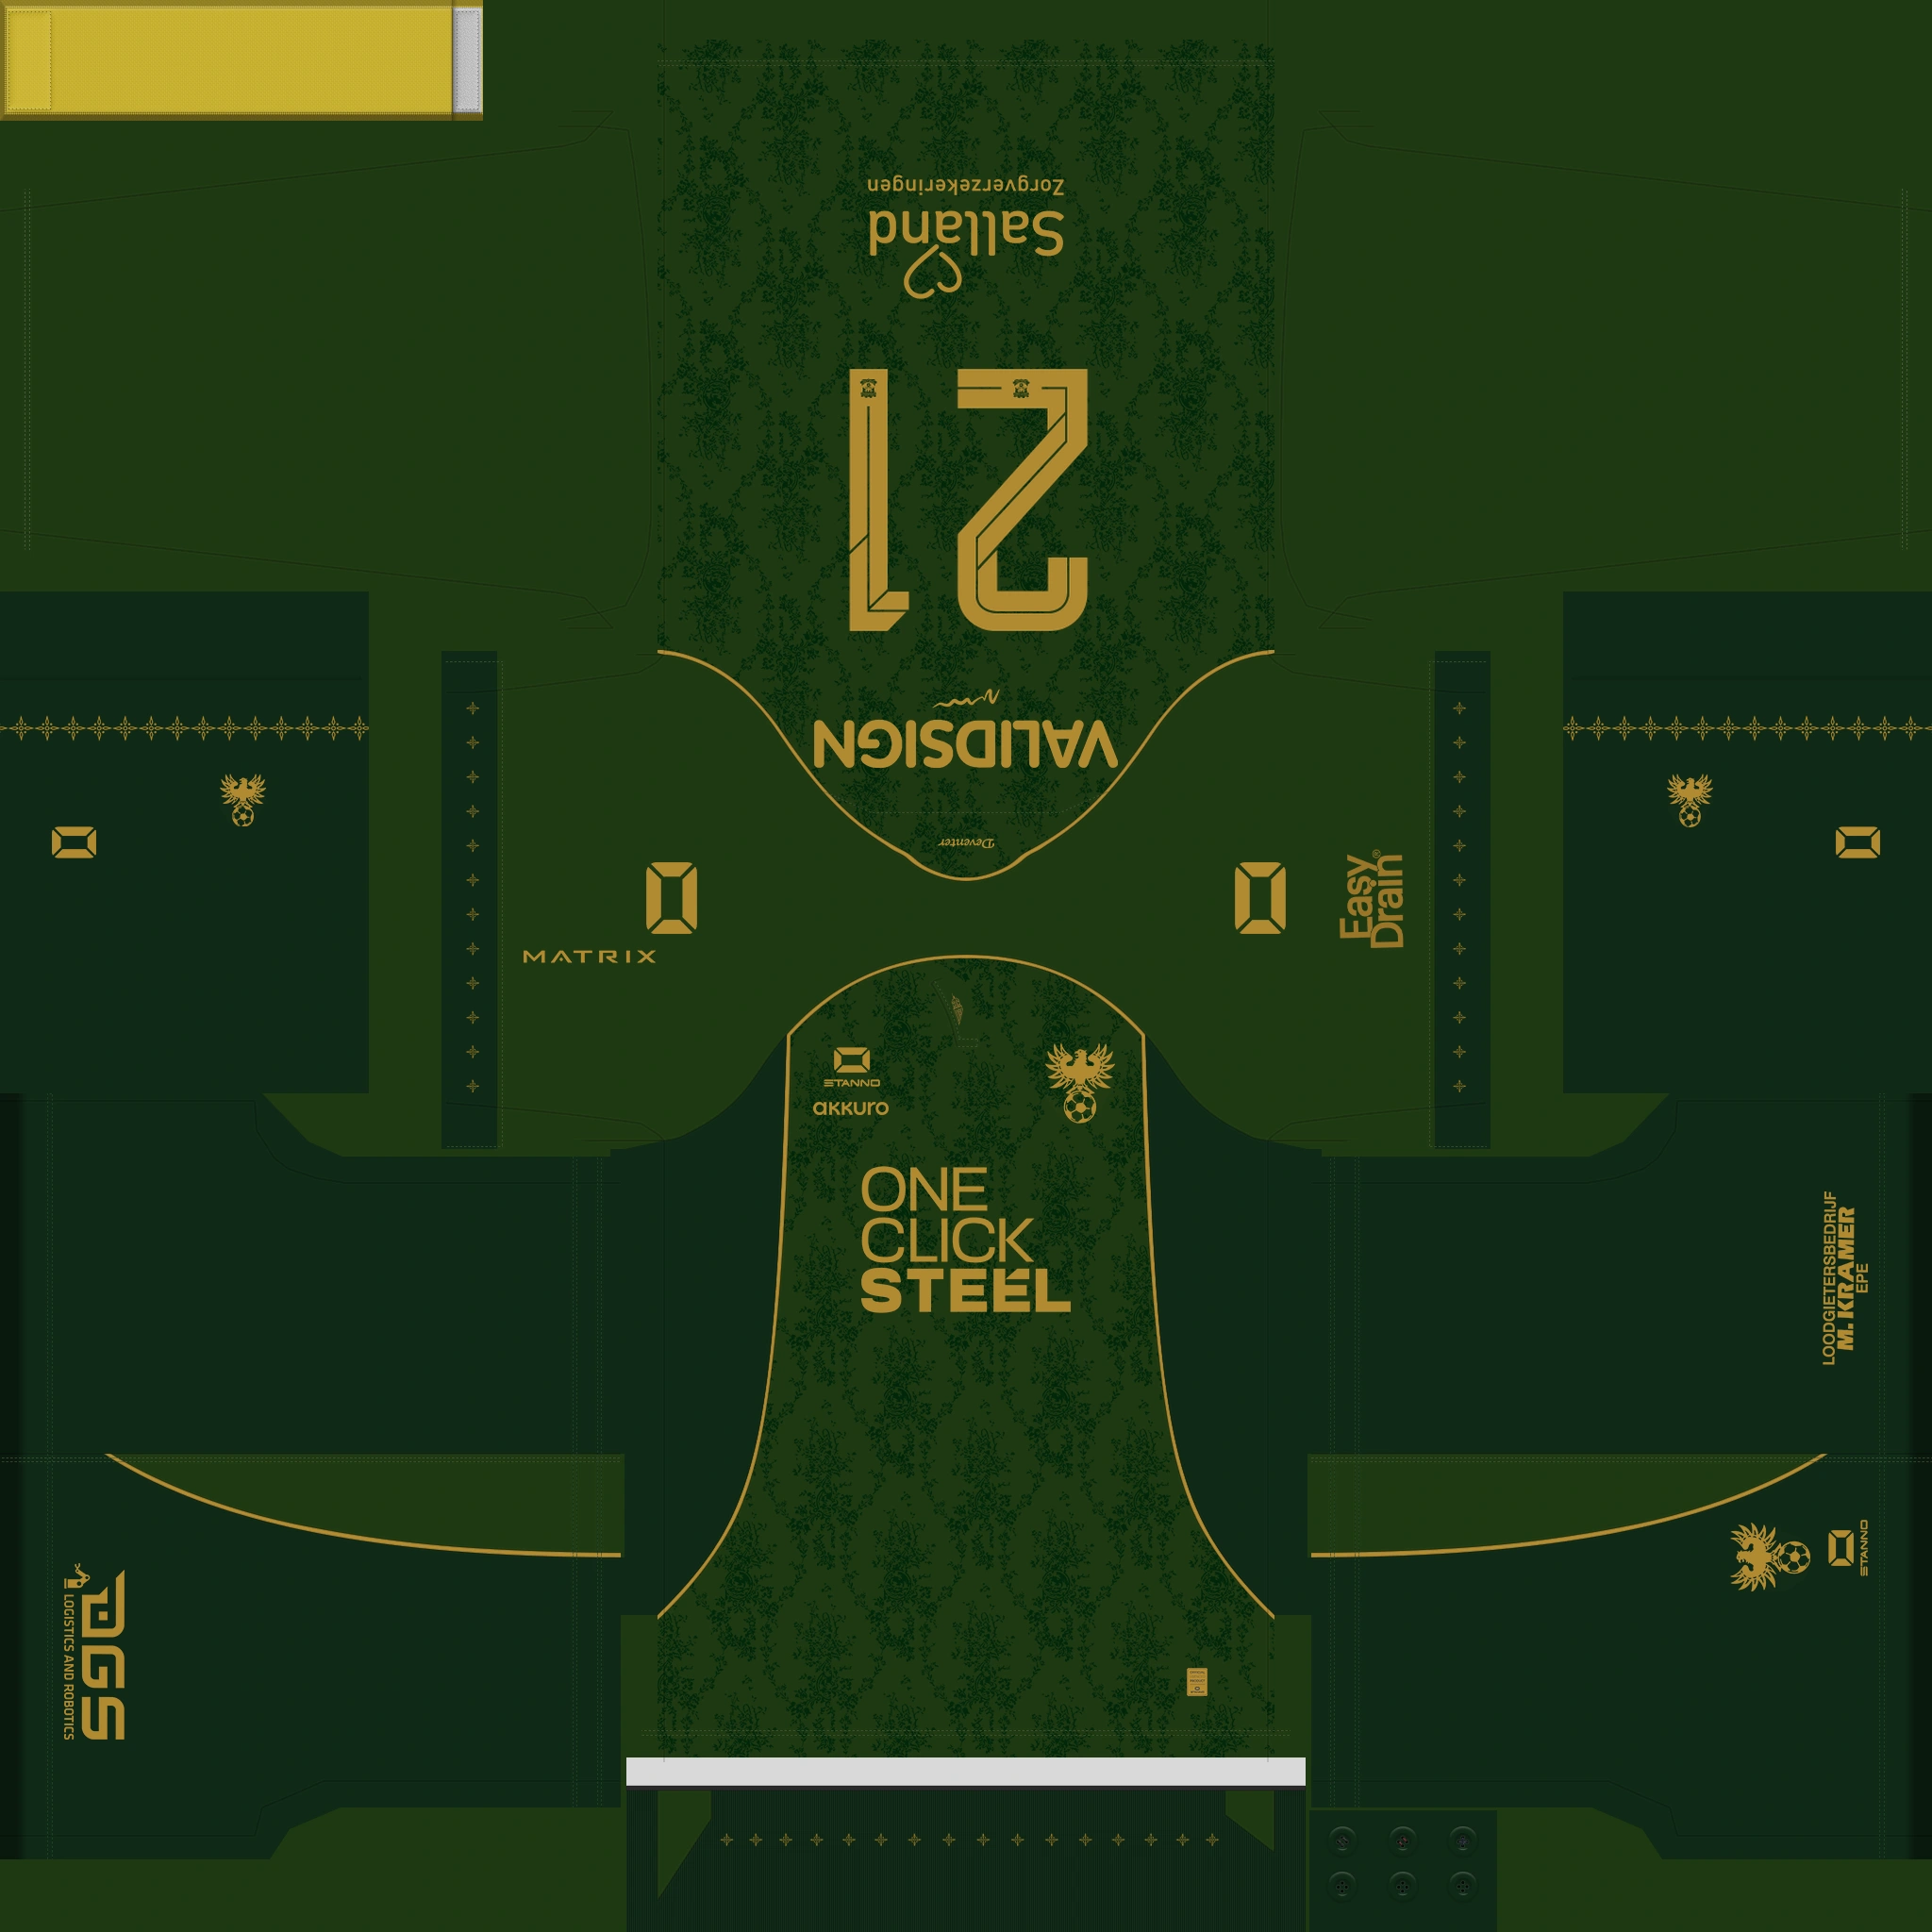 Zorgverzekeringen
Salland
21
VALIDSIGN
Deventer
MATRIX
Easy
Drain®
STANNO
akkuro
ONE
CLICK
STEEL
LOODGIETERSBEDRIJF
M. KRAMER
EPE
STANNO
AGS
LOGISTICS AND ROBOTICS